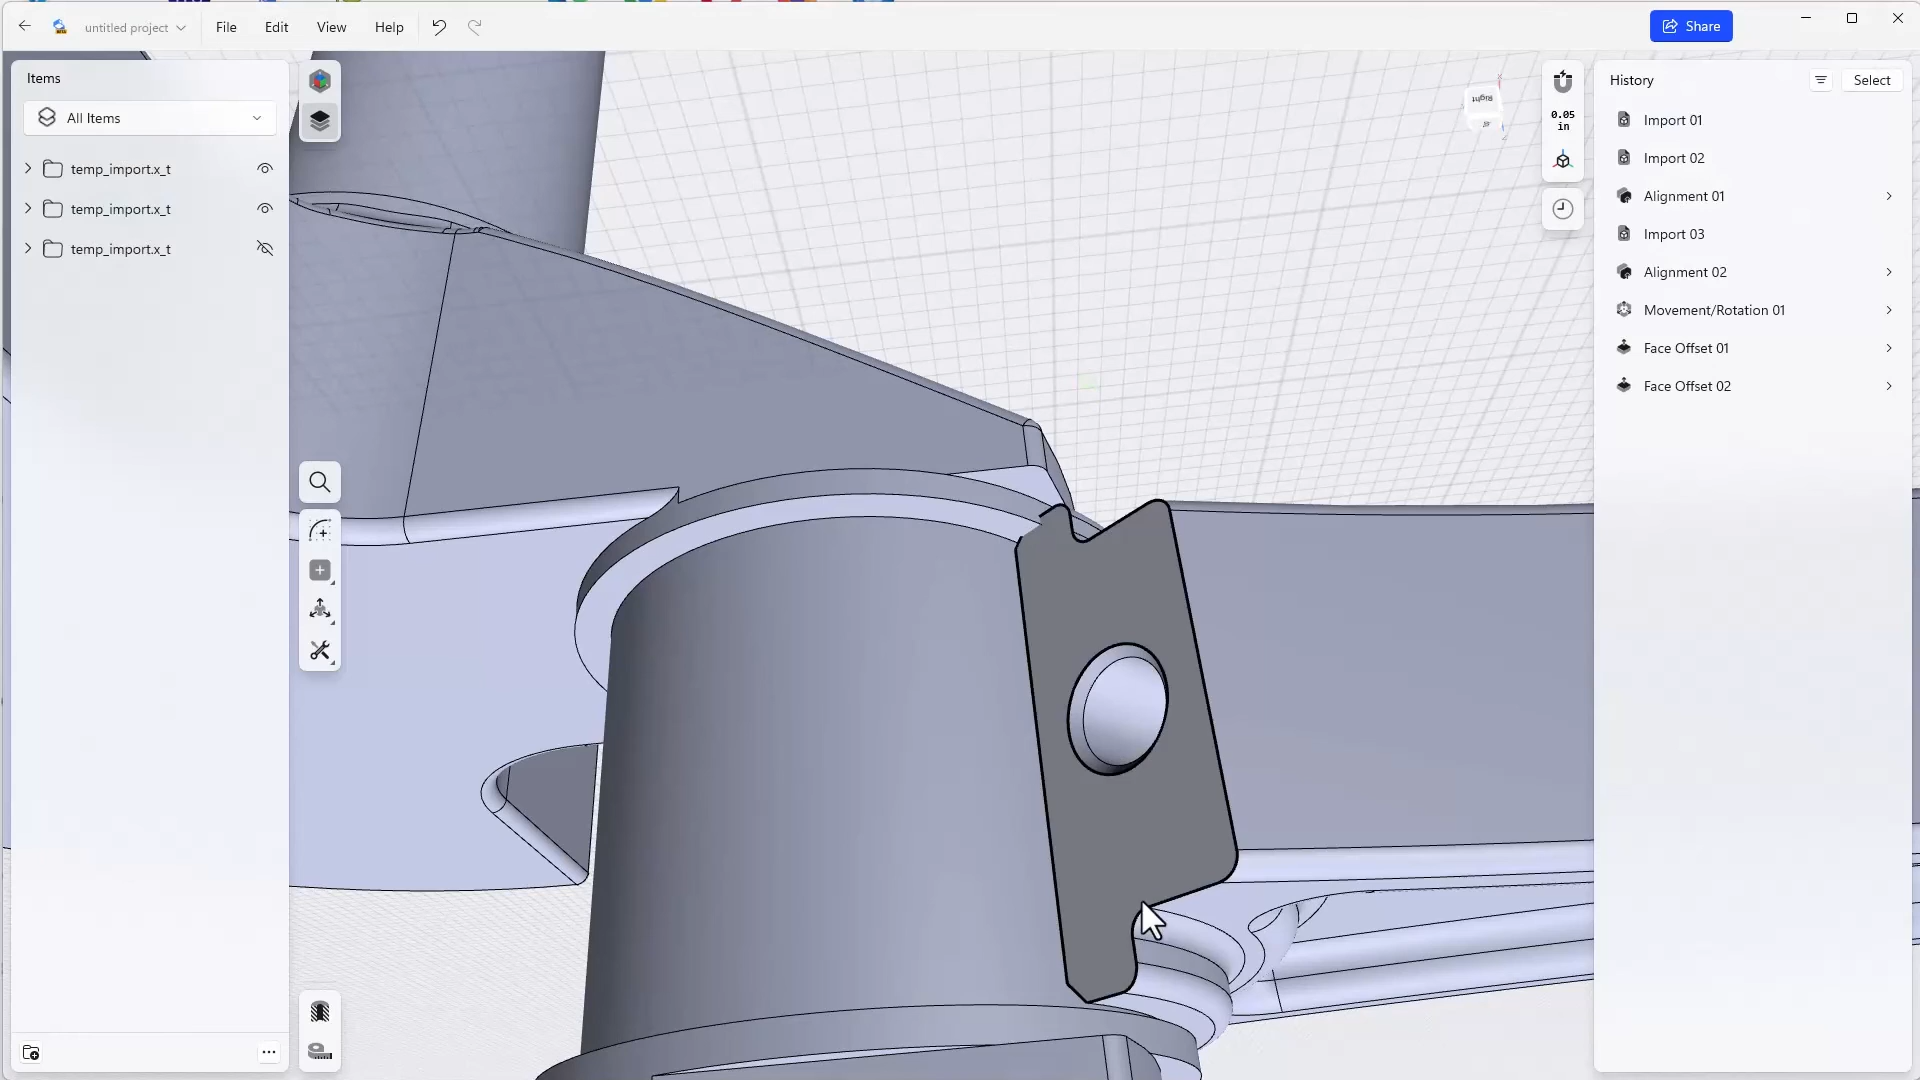 untitled project
File
Edit
View
Help
Share
Items
All Items
temp_import.x_t
temp_import.x_t
temp_import.x_t
0.05
in
Right
History
Select
Import 01
Import 02
Alignment 01
Import 03
Alignment 02
Movement/Rotation 01
Face Offset 01
Face Offset 02